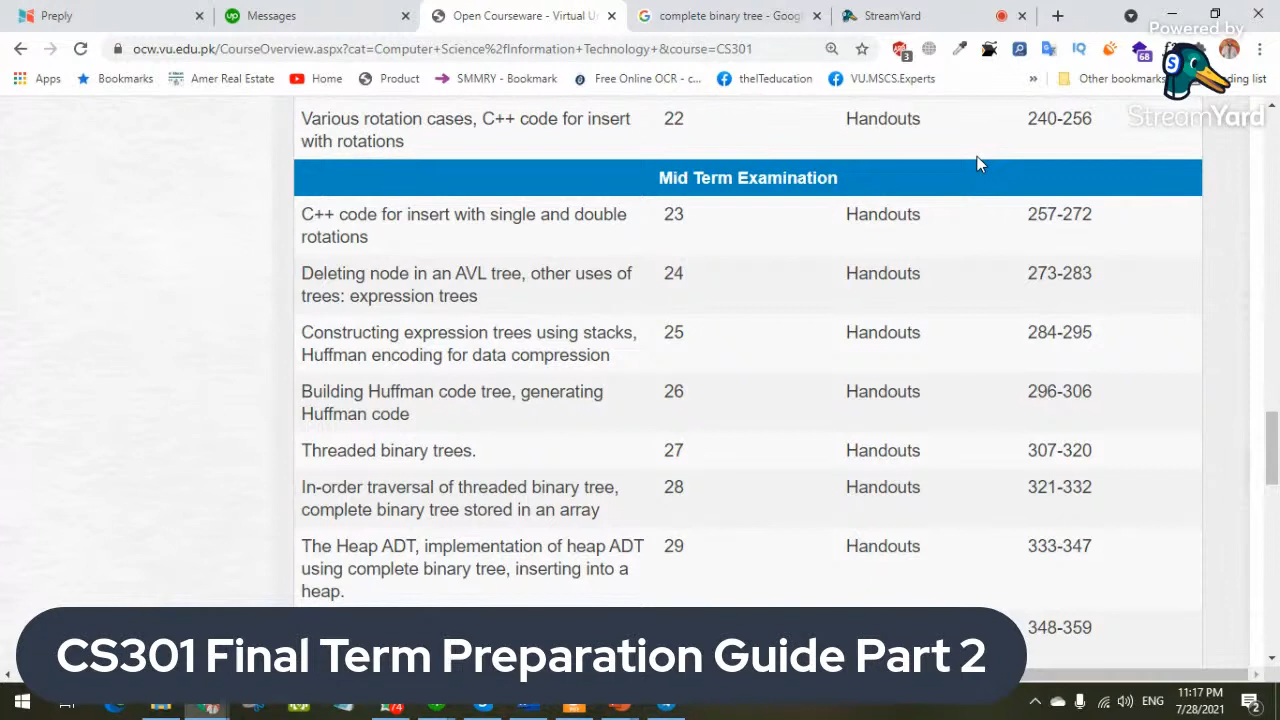 Preply
Messages
Open Courseware - Virtual U
complete binary tree - Goog
StreamYard
Powered by
ocw.vu.edu.pk/CourseOverview.aspx?cat=Computer+Science%2fInformation+Technology+&course=CS301
3
68
Apps
Bookmarks
Amer Real Estate
Home
Product
SMMRY - Bookmark
Free Online OCR - c...
theITeducation
VU.MSCS.Experts
Other bookmarks
ding list
StreamYard
Various rotation cases, C++ code for insert 22 Handouts 240-256
with rotations
Mid Term Examination
C++ code for insert with single and double 23 Handouts 257-272
rotations
Deleting node in an AVL tree, other uses of 24 Handouts 273-283
trees: expression trees
Constructing expression trees using stacks, 25 Handouts 284-295
Huffman encoding for data compression
Building Huffman code tree, generating 26 Handouts 296-306
Huffman code
Threaded binary trees. 27 Handouts 307-320
In-order traversal of threaded binary tree, 28 Handouts 321-332
complete binary tree stored in an array
The Heap ADT, implementation of heap ADT 29 Handouts 333-347
using complete binary tree, inserting into a
heap.
348-359
CS301 Final Term Preparation Guide Part 2
74
ENG
11:17 PM
7/28/2021
2